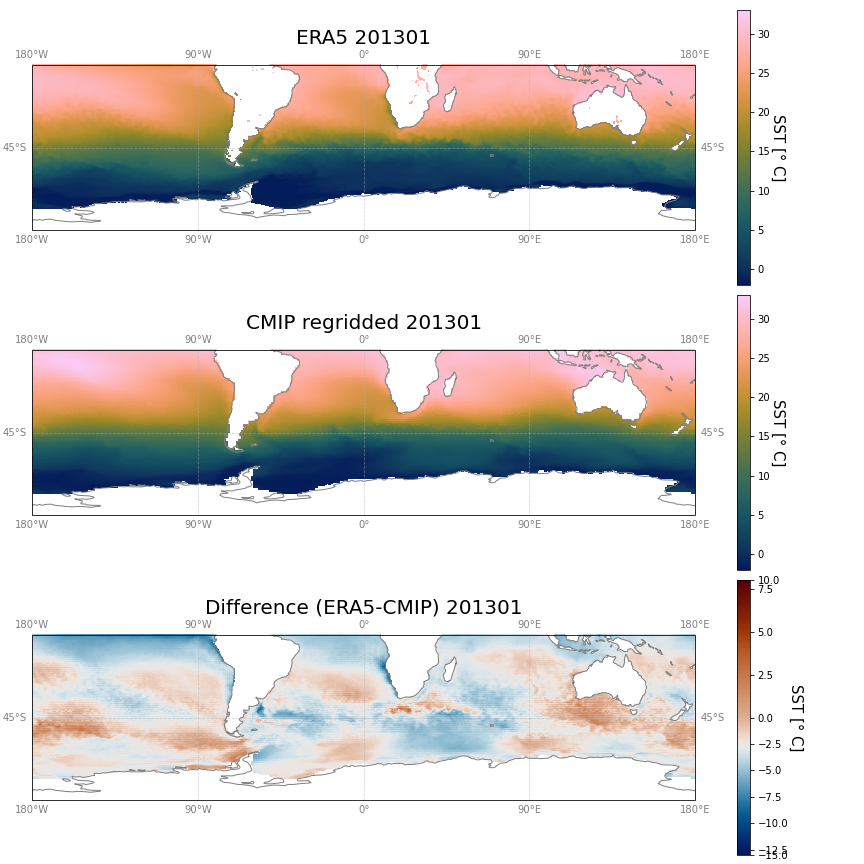 ERA5 201301
180°W 90°W 0° 90°E 180°E
45°S 45°S
180°W 90°W 0° 90°E 180°E
30
25
20
15
10
5
0
SST [°C]
CMIP regridded 201301
180°W 90°W 0° 90°E 180°E
45°S 45°S
180°W 90°W 0° 90°E 180°E
30
25
20
15
10
5
0
SST [°C]
Difference (ERA5-CMIP) 201301
180°W 90°W 0° 90°E 180°E
45°S 45°S
180°W 90°W 0° 90°E 180°E
10.0
7.5
5.0
2.5
0.0
−2.5
−5.0
−7.5
−10.0
−12.5
−15.0
SST [°C]